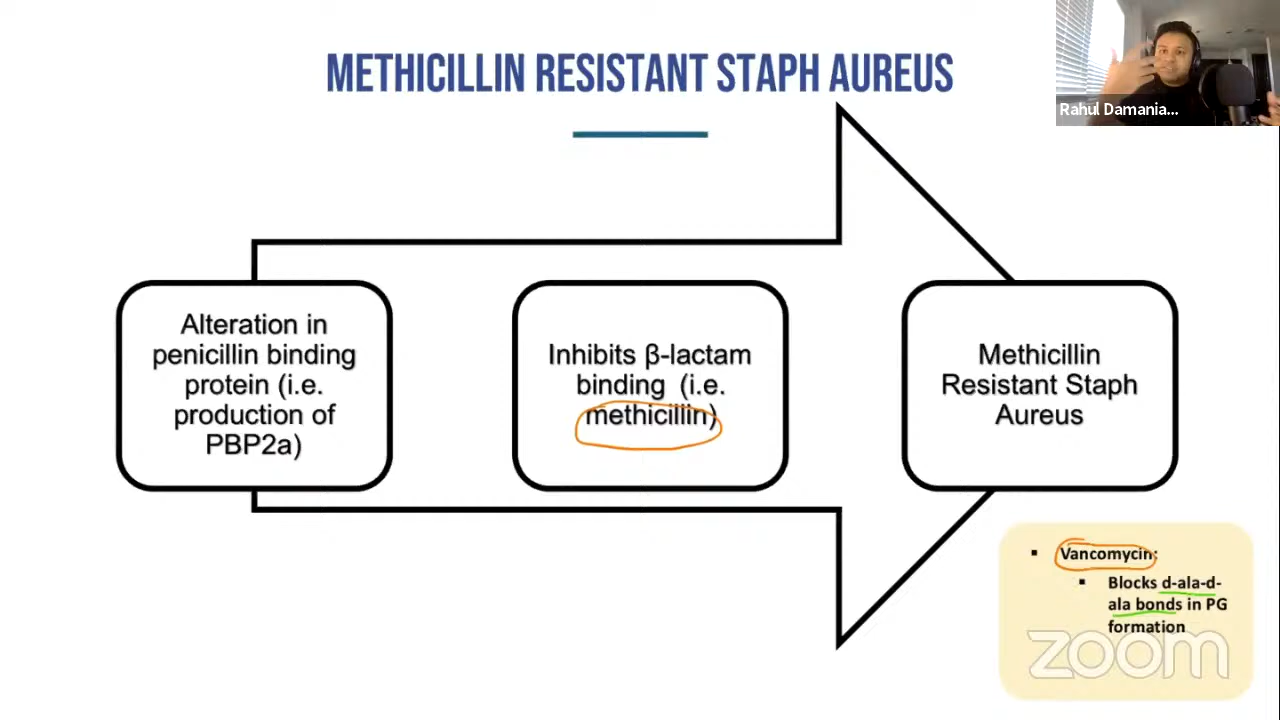 METHICILLIN RESISTANT STAPH AUREUS
Rahul Damania...
Alteration in
penicillin binding
protein (i.e.
production of
PBP2a)
Inhibits β-lactam
binding (i.e.
methicillin)
Methicillin
Resistant Staph
Aureus
▪ Vancomycin:
▪ Blocks d-ala-d-
ala bonds in PG
formation
zoom